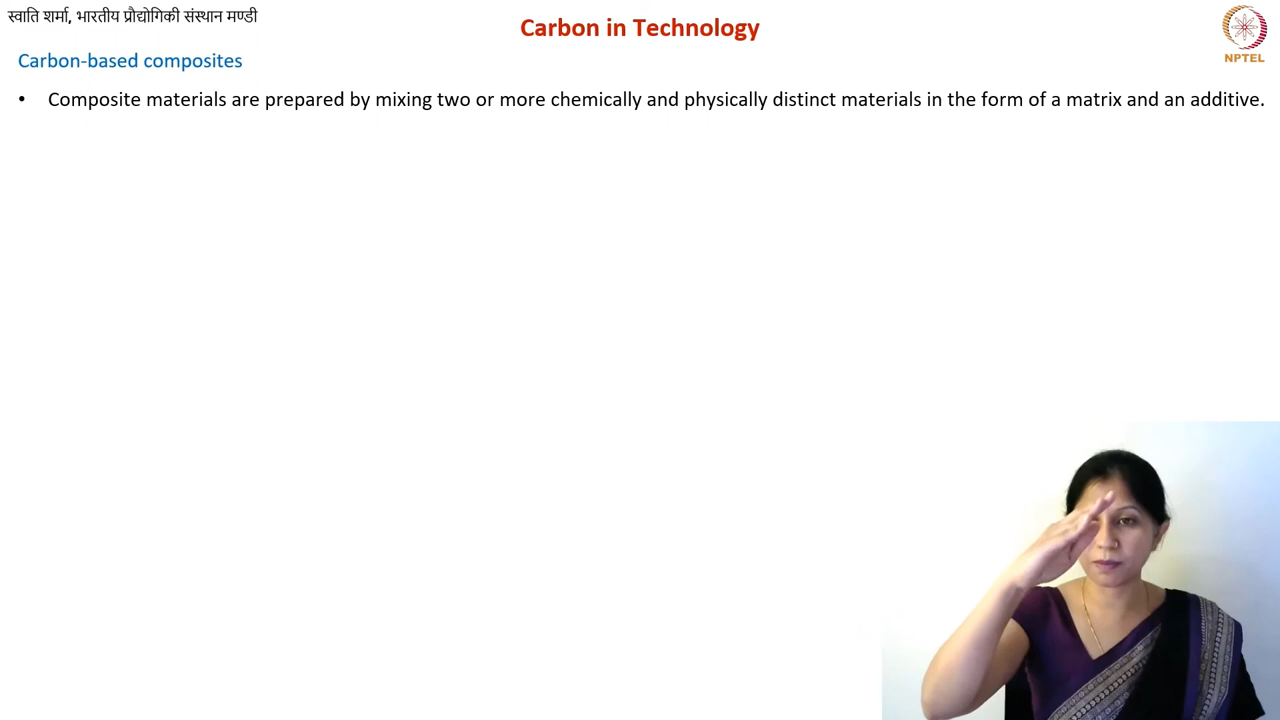 स्वाति शर्मा, भारतीय प्रौद्योगिकी संस्थान मण्डी
Carbon in Technology
NPTEL
Carbon-based composites
• Composite materials are prepared by mixing two or more chemically and physically distinct materials in the form of a matrix and an additive.